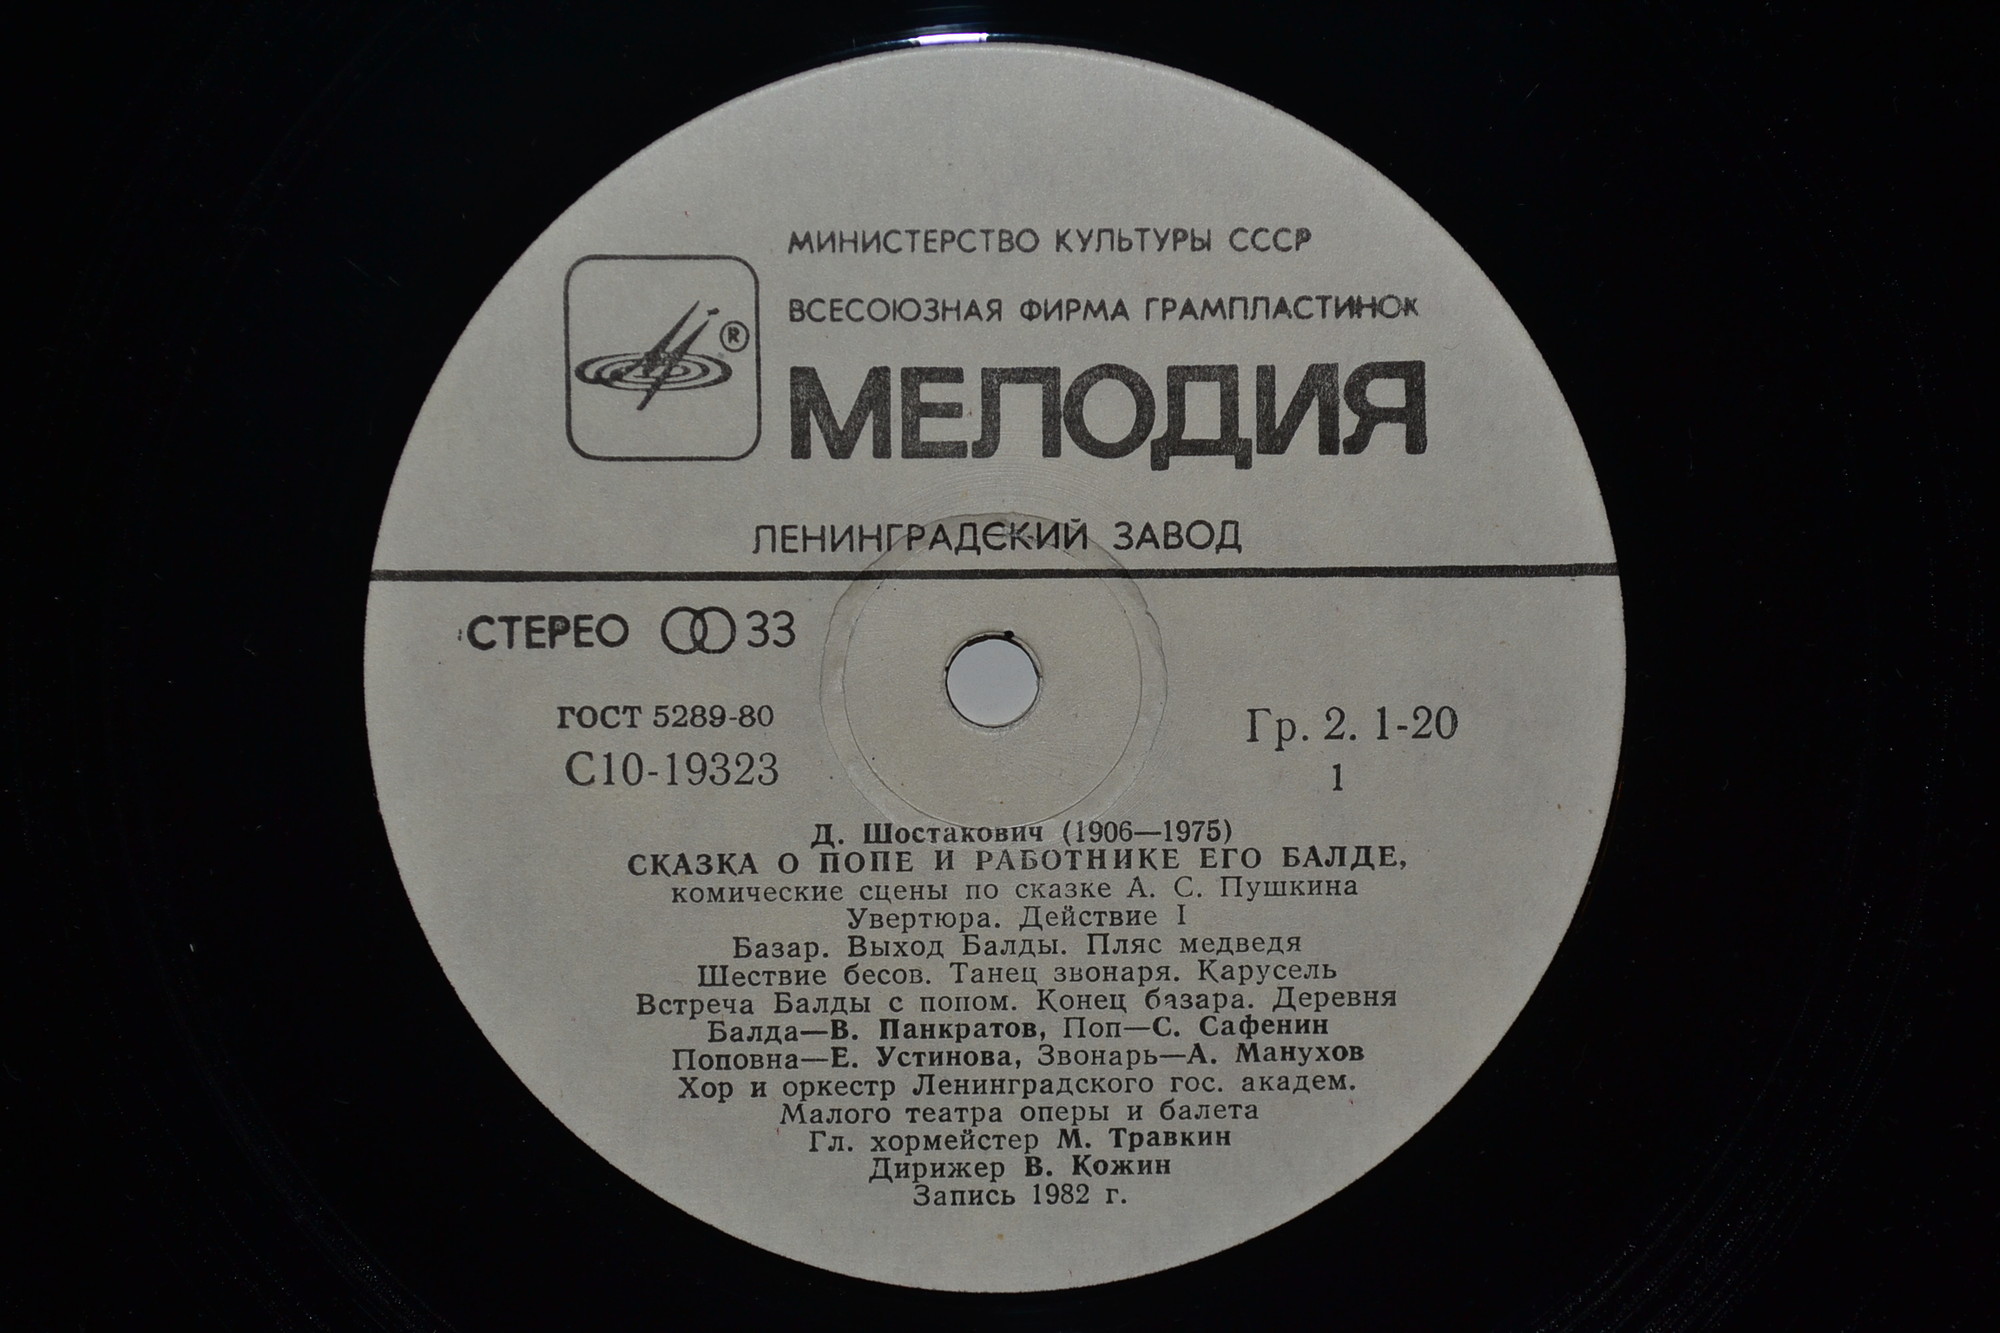 МИНИСТЕРСТВО КУЛЬТУРЫ СССР
ВСЕСОЮЗНАЯ ФИРМА ГРАМПЛАСТИНОК
®
МЕЛОДИЯ
ЛЕНИНГРАДСКИЙ ЗАВОД
СТЕРЕО 33
ГОСТ 5289-80
С10-19323
Гр. 2. 1-20
1
Д. Шостакович (1906—1975)
СКАЗКА О ПОПЕ И РАБОТНИКЕ ЕГО БАЛДЕ,
комические сцены по сказке А. С. Пушкина
Увертюра. Действие I
Базар. Выход Балды. Пляс медведя
Шествие бесов. Танец звонаря. Карусель
Встреча Балды с попом. Конец базара. Деревня
Балда—В. Панкратов, Поп—С. Сафенин
Поповна—Е. Устинова, Звонарь—А. Манухов
Хор и оркестр Ленинградского гос. академ.
Малого театра оперы и балета
Гл. хормейстер М. Травкин
Дирижер В. Кожин
Запись 1982 г.